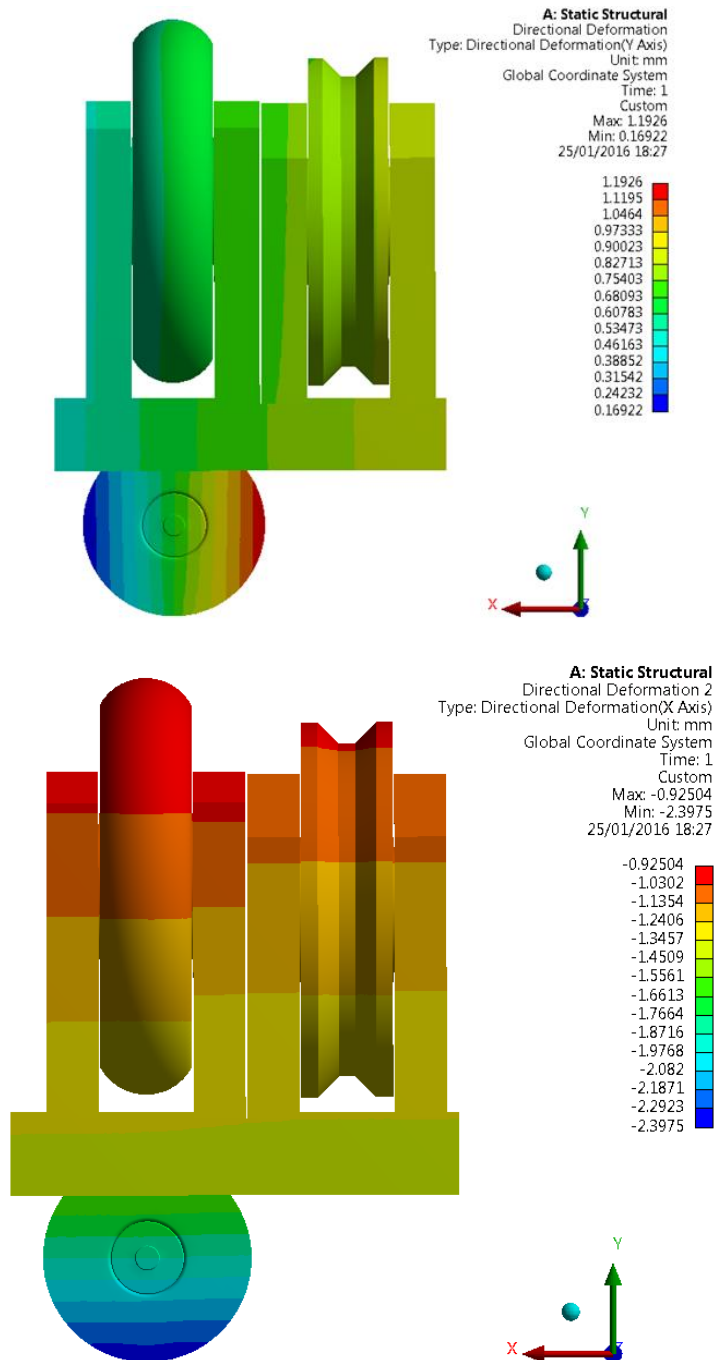 A: Static Structural
Directional Deformation
Type: Directional Deformation(Y Axis)
Unit: mm
Global Coordinate System
Time: 1
Custom
Max: 1.1926
Min: 0.16922
25/01/2016 18:27
1.1926
1.1195
1.0464
0.97333
0.90023
0.82713
0.75403
0.68093
0.60783
0.53473
0.46163
0.38852
0.31542
0.24232
0.16922
Y
X
Z
A: Static Structural
Directional Deformation 2
Type: Directional Deformation(X Axis)
Unit: mm
Global Coordinate System
Time: 1
Custom
Max: -0.92504
Min: -2.3975
25/01/2016 18:27
-0.92504
-1.0302
-1.1354
-1.2406
-1.3457
-1.4509
-1.5561
-1.6613
-1.7664
-1.8716
-1.9768
-2.082
-2.1871
-2.2923
-2.3975
Y
X
Z